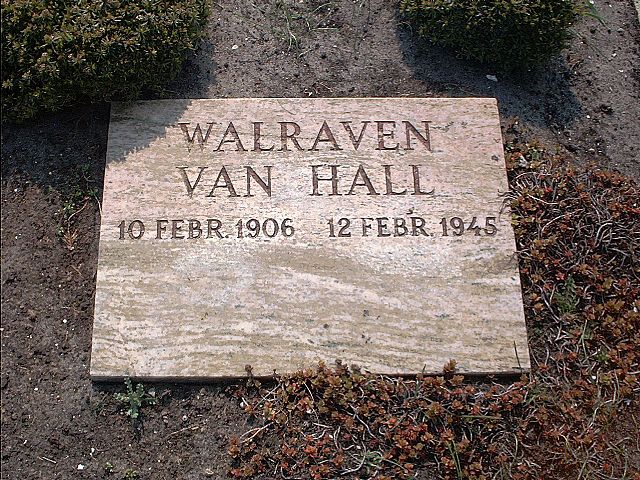 WALRAVEN
VAN HALL
10 FEBR. 1906 12 FEBR. 1945